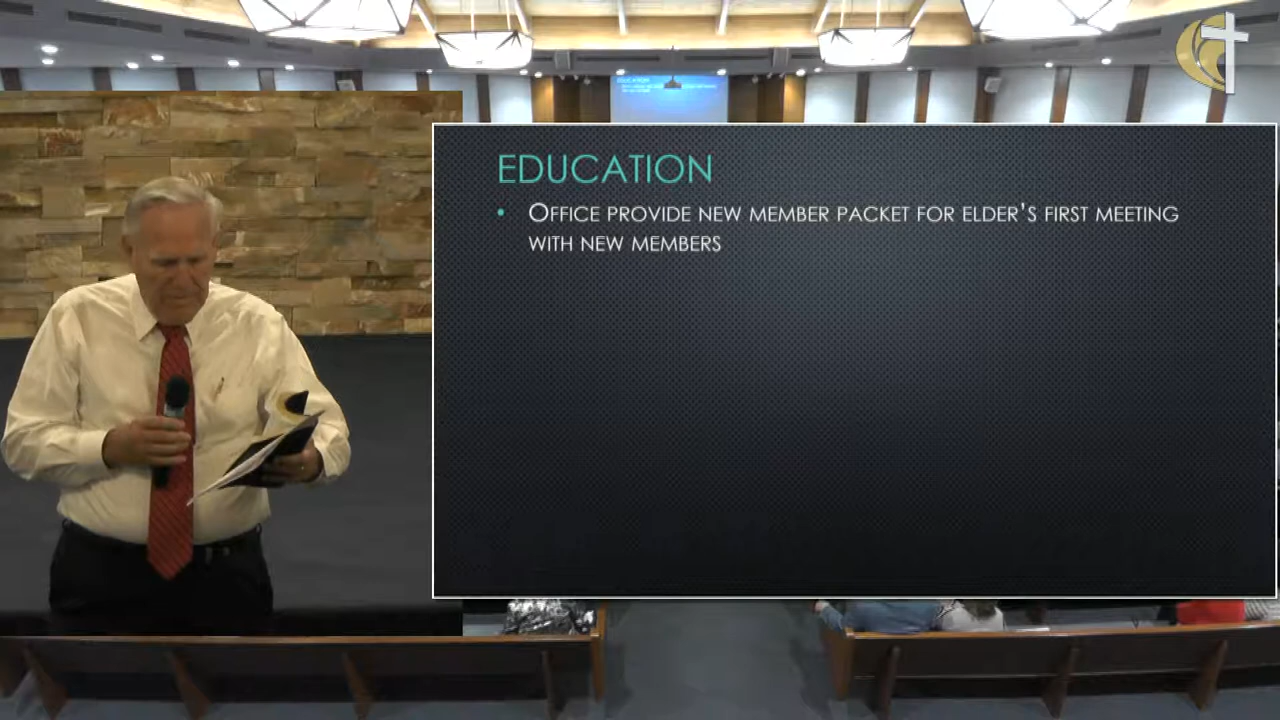 EDUCATION
• OFFICE PROVIDE NEW MEMBER PACKET FOR ELDER'S FIRST MEETING
WITH NEW MEMBERS